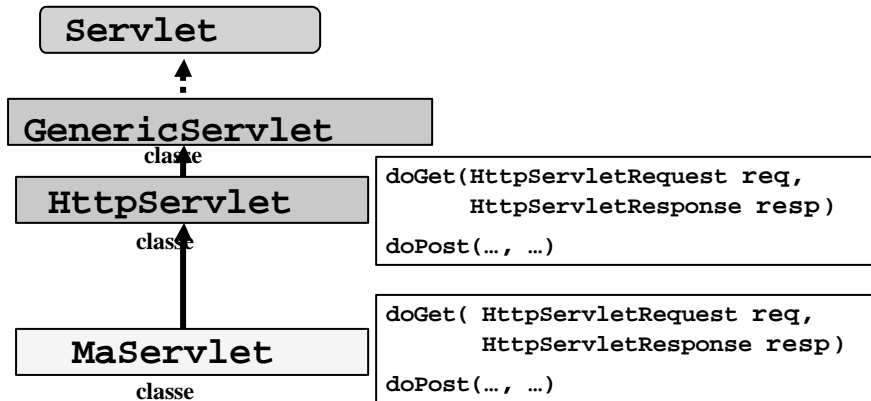 Servlet
GenericServlet
classe
HttpServlet
classe
doGet(HttpServletRequest req,
HttpServletResponse resp)
doPost(…, …)
MaServlet
classe
doGet( HttpServletRequest req,
HttpServletResponse resp)
doPost(…, …)